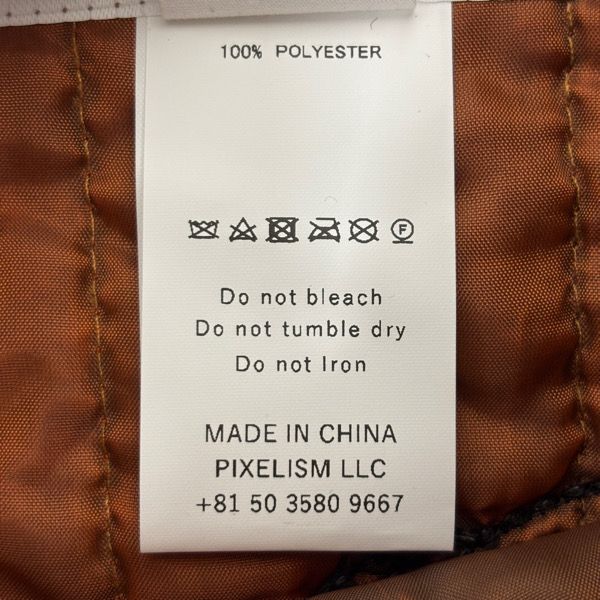 100% POLYESTER
F
Do not bleach
Do not tumble dry
Do not Iron
MADE IN CHINA
PIXELISM LLC
+81 50 3580 9667